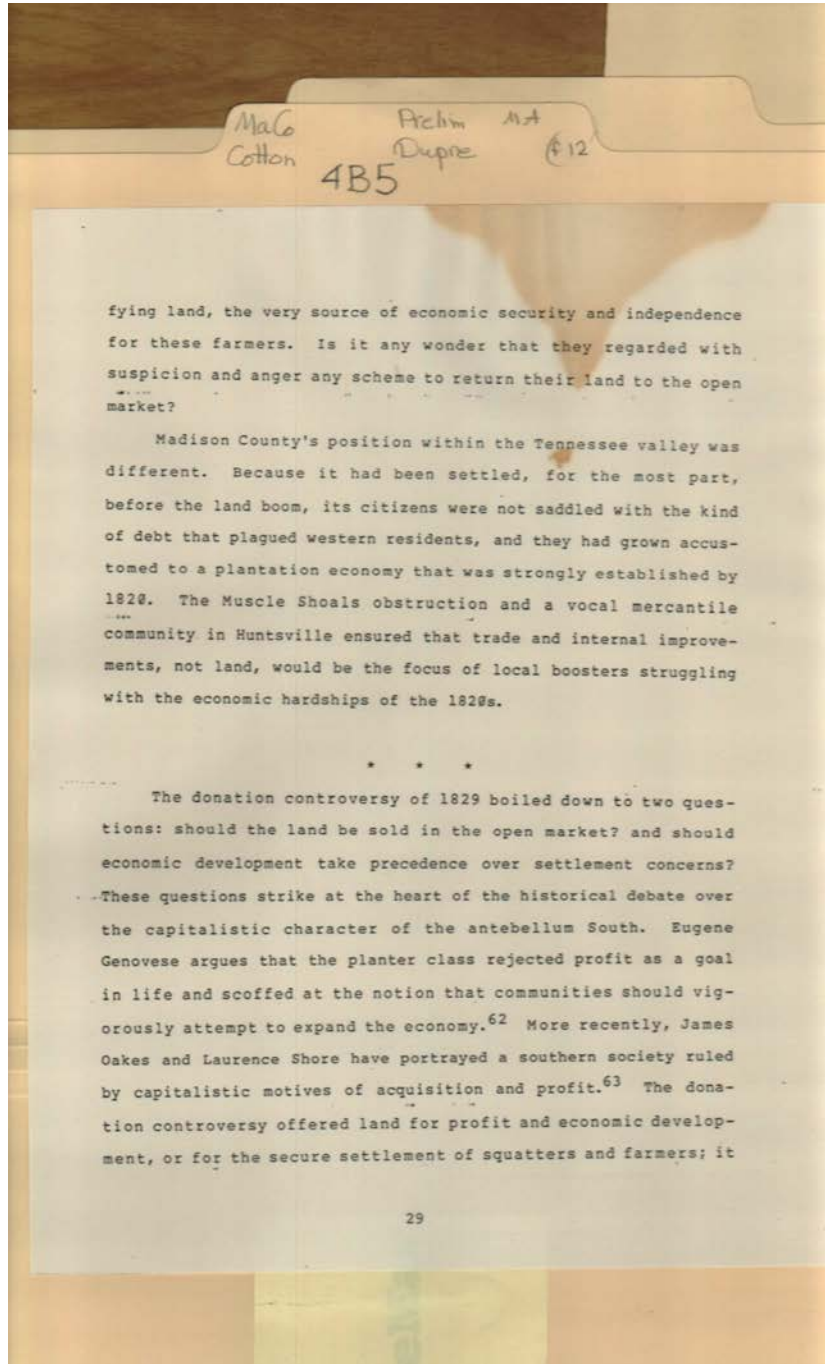 MaCo Prelim MA
Cotton Dupre
4B5
fying land, the very source of economic security and independence
for these farmers. Is it any wonder that they regarded with
suspicion and anger any scheme to return their land to the open
market?
Madison County's position within the Tennessee valley was
different. Because it had been settled, for the most part,
before the land boom, its citizens were not saddled with the kind
of debt that plagued western residents, and they had grown accus-
tomed to a plantation economy that was strongly established by
1820. The Muscle Shoals obstruction and a vocal mercantile
community in Huntsville ensured that trade and internal improve-
ments, not land, would be the focus of local boosters struggling
with the economic hardships of the 1820s.
* * *
The donation controversy of 1829 boiled down to two ques-
tions: should the land be sold in the open market? and should
economic development take precedence over settlement concerns?
These questions strike at the heart of the historical debate over
the capitalistic character of the antebellum South. Eugene
Genovese argues that the planter class rejected profit as a goal
in life and scoffed at the notion that communities should vig-
orously attempt to expand the economy.62 More recently, James
Oakes and Laurence Shore have portrayed a southern society ruled
by capitalistic motives of acquisition and profit.63 The dona-
tion controversy offered land for profit and economic develop-
ment, or for the secure settlement of squatters and farmers; it
29